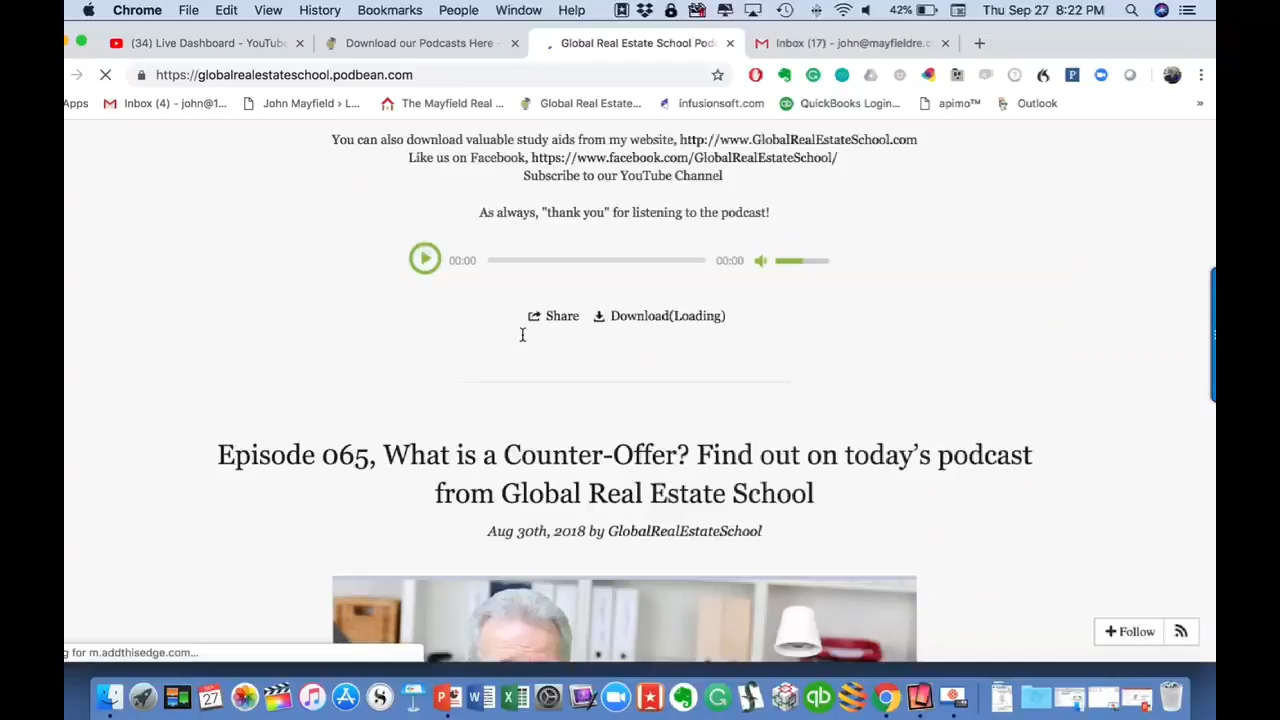 Chrome File Edit View History Bookmarks People Window Help 42% Thu Sep 27 8:22 PM
(34) Live Dashboard - YouTube Download our Podcasts Here - Global Real Estate School Pod Inbox (17) - john@mayfieldre.c
https://globalrealestateschool.podbean.com
Apps Inbox (4) - john@1... John Mayfield › L... The Mayfield Real ... Global Real Estate... infusionsoft.com QuickBooks Login... apimo™ Outlook »
You can also download valuable study aids from my website, http://www.GlobalRealEstateSchool.com
Like us on Facebook, https://www.facebook.com/GlobalRealEstateSchool/
Subscribe to our YouTube Channel
As always, "thank you" for listening to the podcast!
00:00 00:00
Share Download(Loading)
Episode 065, What is a Counter-Offer? Find out on today's podcast
from Global Real Estate School
Aug 30th, 2018 by GlobalRealEstateSchool
+ Follow
g for m.addthisedge.com...